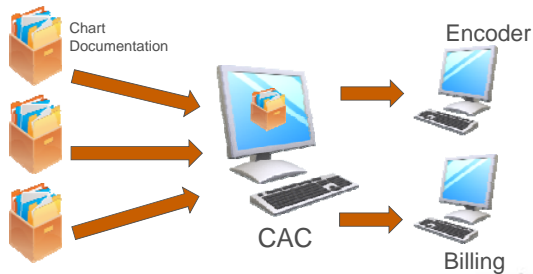 Chart
Documentation
Encoder
CAC
Billing